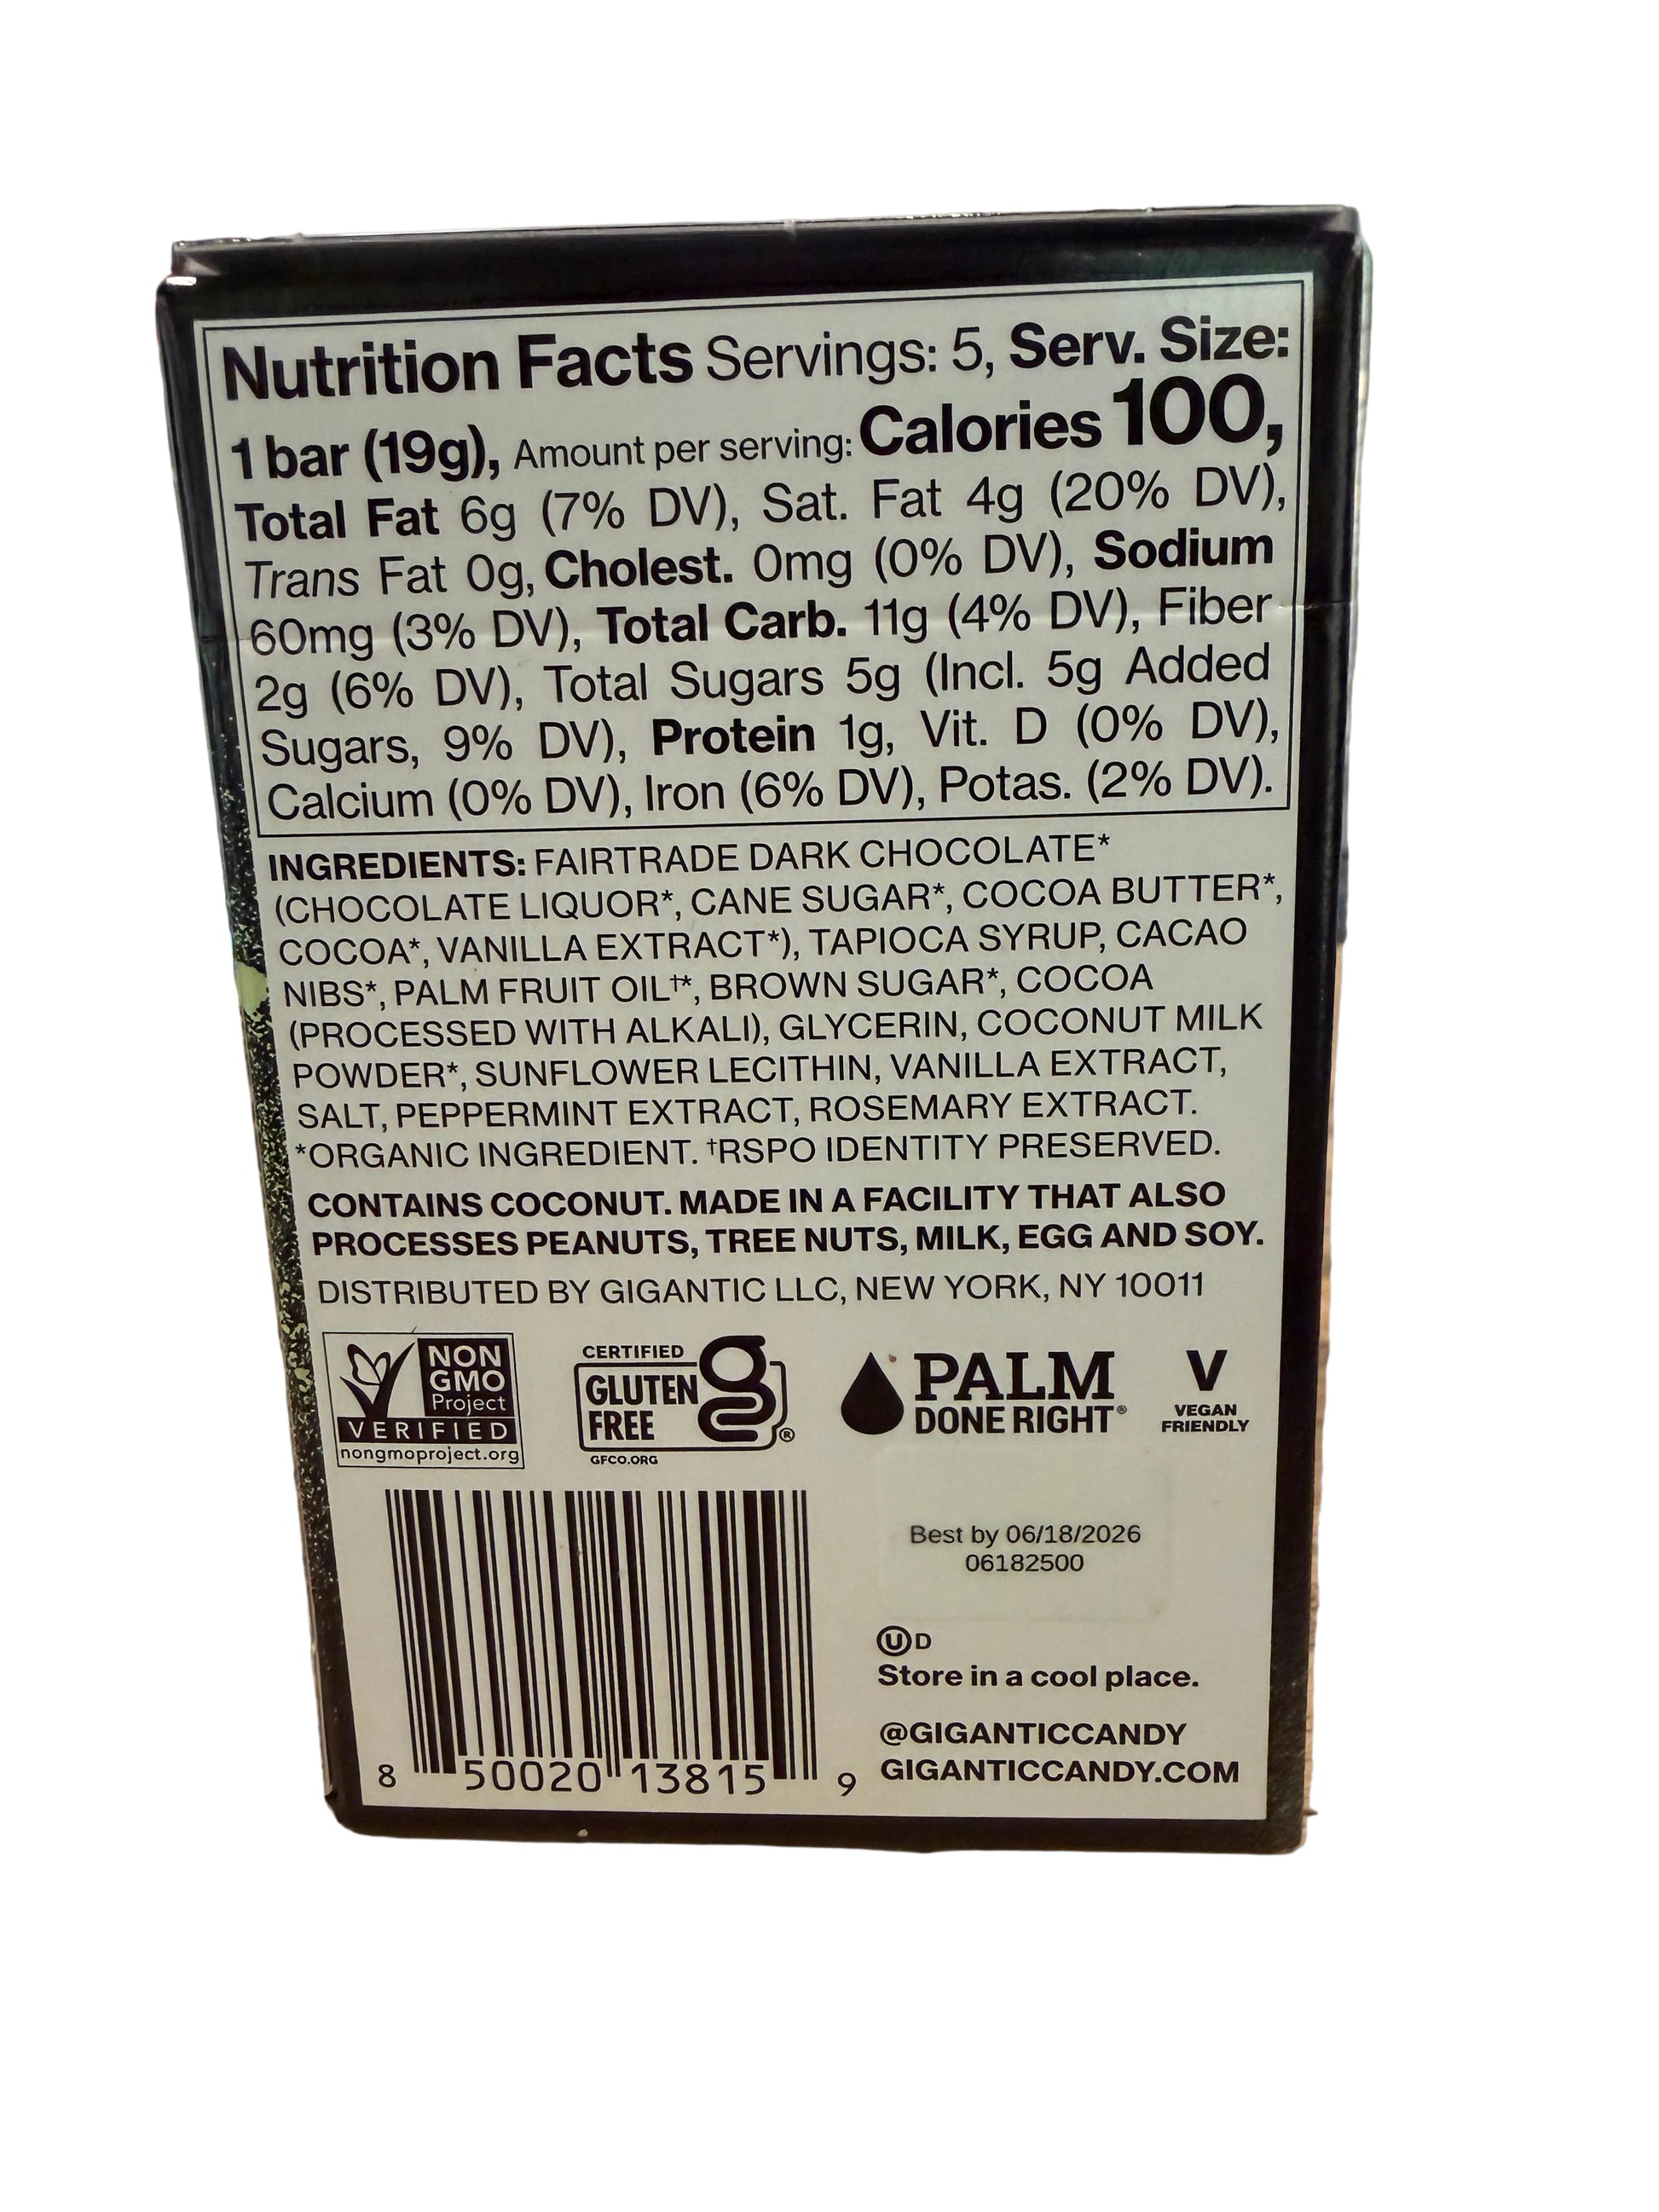 Nutrition Facts Servings: 5, Serv. Size:
1 bar (19g), Amount per serving: Calories 100,
Total Fat 6g (7% DV), Sat. Fat 4g (20% DV),
Trans Fat 0g, Cholest. 0mg (0% DV), Sodium
60mg (3% DV), Total Carb. 11g (4% DV), Fiber
2g (6% DV), Total Sugars 5g (Incl. 5g Added
Sugars, 9% DV), Protein 1g, Vit. D (0% DV),
Calcium (0% DV), Iron (6% DV), Potas. (2% DV).
INGREDIENTS: FAIRTRADE DARK CHOCOLATE*
(CHOCOLATE LIQUOR*, CANE SUGAR*, COCOA BUTTER*,
COCOA*, VANILLA EXTRACT*), TAPIOCA SYRUP, CACAO
NIBS*, PALM FRUIT OIL†*, BROWN SUGAR*, COCOA
(PROCESSED WITH ALKALI), GLYCERIN, COCONUT MILK
POWDER*, SUNFLOWER LECITHIN, VANILLA EXTRACT,
SALT, PEPPERMINT EXTRACT, ROSEMARY EXTRACT.
*ORGANIC INGREDIENT. †RSPO IDENTITY PRESERVED.
CONTAINS COCONUT. MADE IN A FACILITY THAT ALSO
PROCESSES PEANUTS, TREE NUTS, MILK, EGG AND SOY.
DISTRIBUTED BY GIGANTIC LLC, NEW YORK, NY 10011
NON
GMO
Project
VERIFIED
nongmoproject.org
CERTIFIED
GLUTEN
FREE
g
®
GFCO.ORG
PALM
DONE RIGHT®
V
VEGAN
FRIENDLY
Best by 06/18/2026
06182500
Ⓤ D
Store in a cool place.
@GIGANTICCANDY
GIGANTICCANDY.COM
8 50020 13815 9